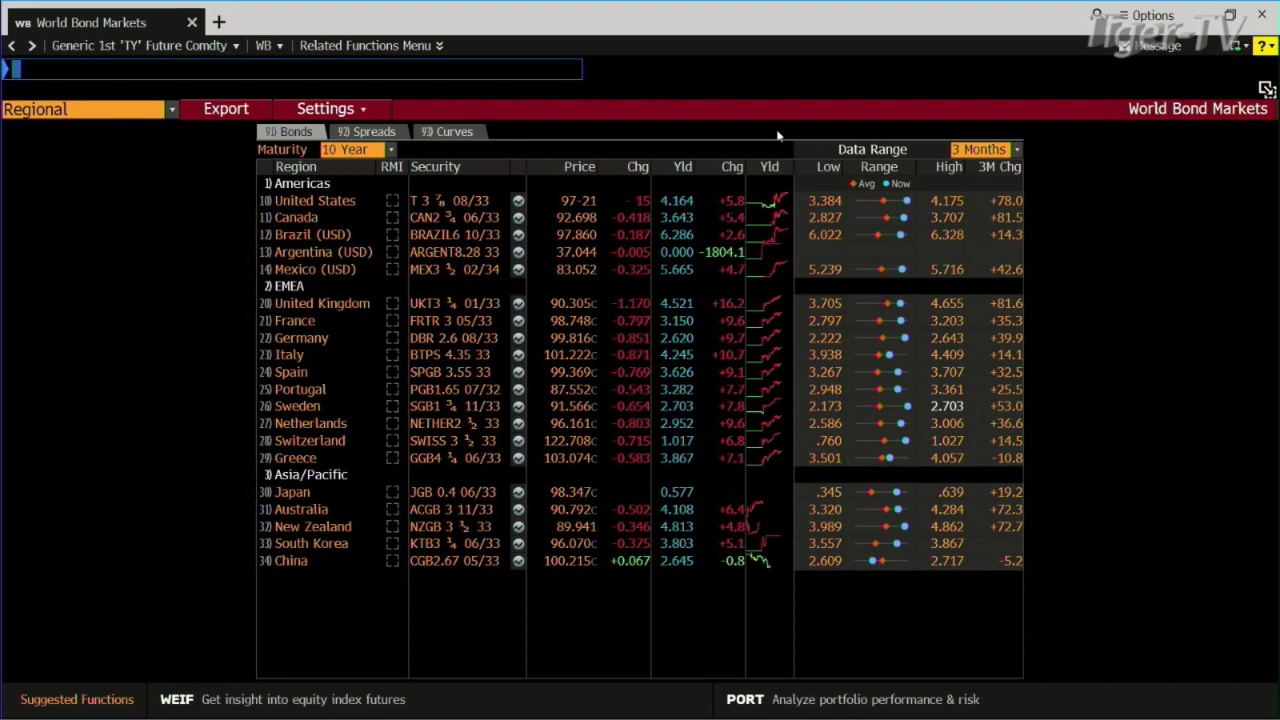 WB World Bond Markets
Options
Tiger-TV
Generic 1st 'TY' Future Comdty WB Related Functions Menu Message ?
Regional Export Settings World Bond Markets
91) Bonds 92) Spreads 93) Curves
Maturity 10 Year Data Range 3 Months
Region RMI Security Price Chg Yld Chg Yld Low Range High 3M Chg
1) Americas Avg Now
10) United States T 3 ⅞ 08/33 97-21 - 15 4.164 +5.8 3.384 4.175 +78.0
11) Canada CAN2 ¾ 06/33 92.698 -0.418 3.643 +5.4 2.827 3.707 +81.5
12) Brazil (USD) BRAZIL6 10/33 97.860 -0.187 6.286 +2.6 6.022 6.328 +14.3
13) Argentina (USD) ARGENT8.28 33 37.044 -0.005 0.000 -1804.1
14) Mexico (USD) MEX3 ½ 02/34 83.052 -0.325 5.665 +4.7 5.239 5.716 +42.6
2) EMEA
20) United Kingdom UKT3 ¼ 01/33 90.305C -1.170 4.521 +16.2 3.705 4.655 +81.6
21) France FRTR 3 05/33 98.748C -0.797 3.150 +9.6 2.797 3.203 +35.3
22) Germany DBR 2.6 08/33 99.816C -0.851 2.620 +9.7 2.222 2.643 +39.9
23) Italy BTPS 4.35 33 101.222C -0.871 4.245 +10.7 3.938 4.409 +14.1
24) Spain SPGB 3.55 33 99.369C -0.769 3.626 +9.1 3.267 3.707 +32.5
25) Portugal PGB1.65 07/32 87.552C -0.543 3.282 +7.7 2.948 3.361 +25.5
26) Sweden SGB1 ¾ 11/33 91.566C -0.654 2.703 +7.8 2.173 2.703 +53.0
27) Netherlands NETHER2 ½ 33 96.161C -0.803 2.952 +9.6 2.586 3.006 +36.6
28) Switzerland SWISS 3 ½ 33 122.708C -0.715 1.017 +6.8 .760 1.027 +14.5
29) Greece GGB4 ¼ 06/33 103.074C -0.583 3.867 +7.1 3.501 4.057 -10.8
3) Asia/Pacific
30) Japan JGB 0.4 06/33 98.347C 0.577 .345 .639 +19.2
31) Australia ACGB 3 11/33 90.792C -0.502 4.108 +6.4 3.320 4.284 +72.3
32) New Zealand NZGB 3 ½ 33 89.941 -0.346 4.813 +4.8 3.989 4.862 +72.7
33) South Korea KTB3 ¼ 06/33 96.070C -0.375 3.803 +5.1 3.557 3.867
34) China CGB2.67 05/33 100.215C +0.067 2.645 -0.8 2.609 2.717 -5.2
Suggested Functions WEIF Get insight into equity index futures PORT Analyze portfolio performance & risk